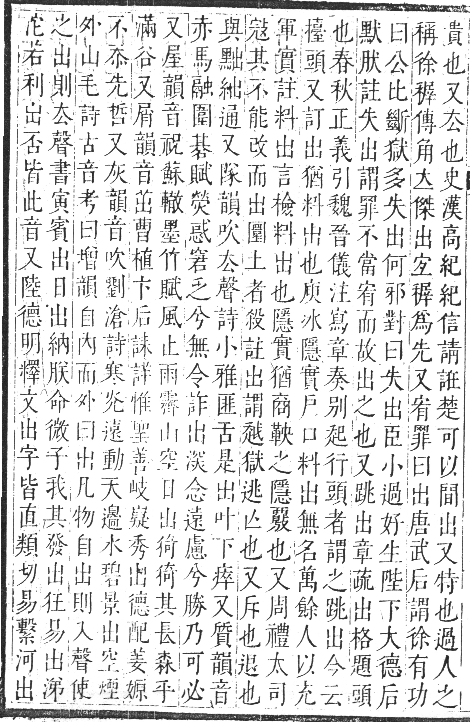 貴也又厺也史漢高紀紀信請誑楚可以間出又特也過人之
稱徐穉傳角立傑出宐穉爲先又宥罪曰出唐武后謂徐有功
曰公比斷獄多失出何邪對曰失出臣小過好生陛下大德后
默肰註失出謂罪不當宥而故出之也又跳出章疏出格題頭
也春秋正義引魏晉儀注寫章奏別起行頭者謂之跳出今云
擡頭又訂出猶料出也庾冰隱實戶口料出無名萬餘人以充
軍實註料出言檢料出也隱實猶商鞅之隱覈也又周禮太司
寇其不能改而出圜土者殺註出謂越獄逃亾也又斥也退也
與黜絀通又隊韻吹厺聲詩小雅匪舌是出叶下瘁又質韻音
赤馬融圍棊賦熒惑窘乏兮無令詐出淡念遠慮兮勝乃可必
又屋韻音祝蘇轍墨竹賦風止雨霽山空日出猗猗其長森乎
滿谷又屑韻音茁曹植卞后誄詳惟聖善岐嶷秀出德配姜嫄
不忝先哲又灰韻音吹劉滄詩寒光遠動天邊水碧景出空煙
外山毛詩古音考曰增韻自內而外曰出凡物自出則入聲使
之出則厺聲書寅賓出日出納朕命微子我其發出狂易出涕
沱若利出否皆此音又陸德明釋文出字皆直類切易繫河出